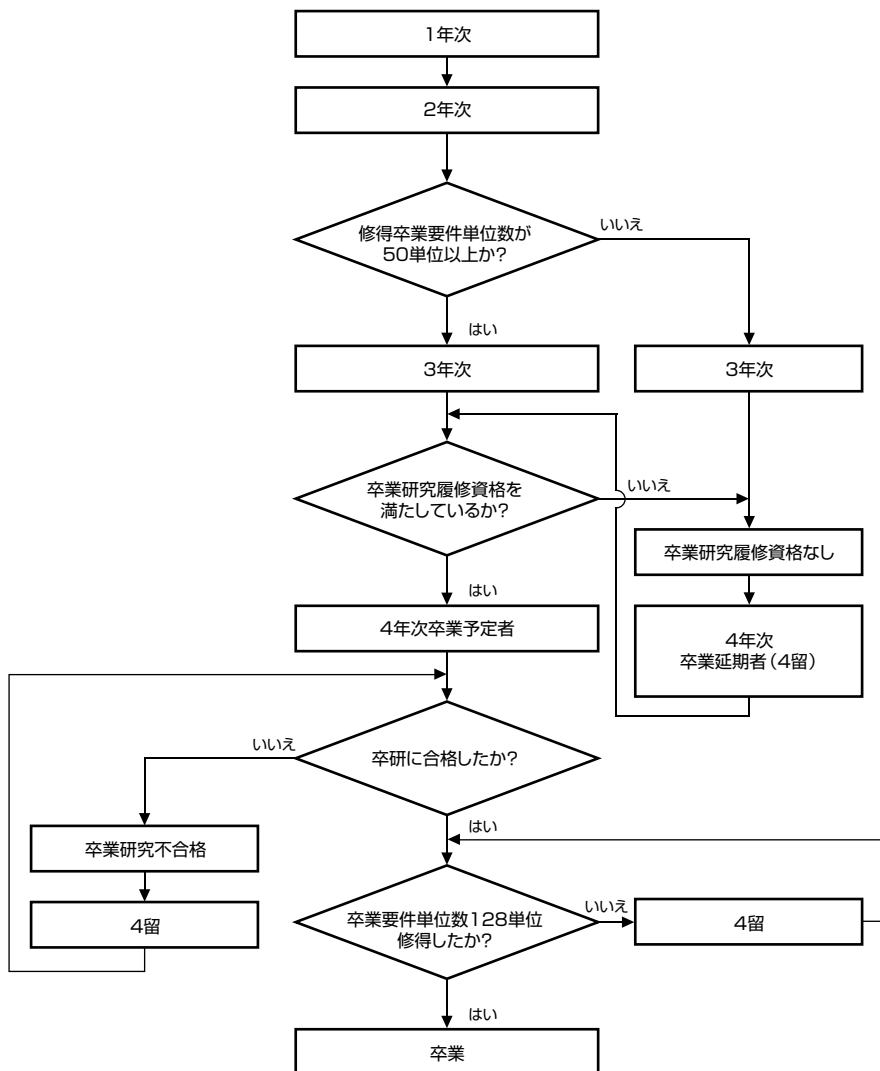 1年次
2年次
修得卒業要件単位数が
50単位以上か?
いいえ
はい
3年次
3年次
卒業研究履修資格を
満たしているか?
いいえ
卒業研究履修資格なし
はい
4年次卒業予定者
4年次
卒業延期者(4留)
卒研に合格したか?
いいえ
はい
卒業研究不合格
4留
卒業要件単位数128単位
修得したか?
いいえ
4留
はい
卒業